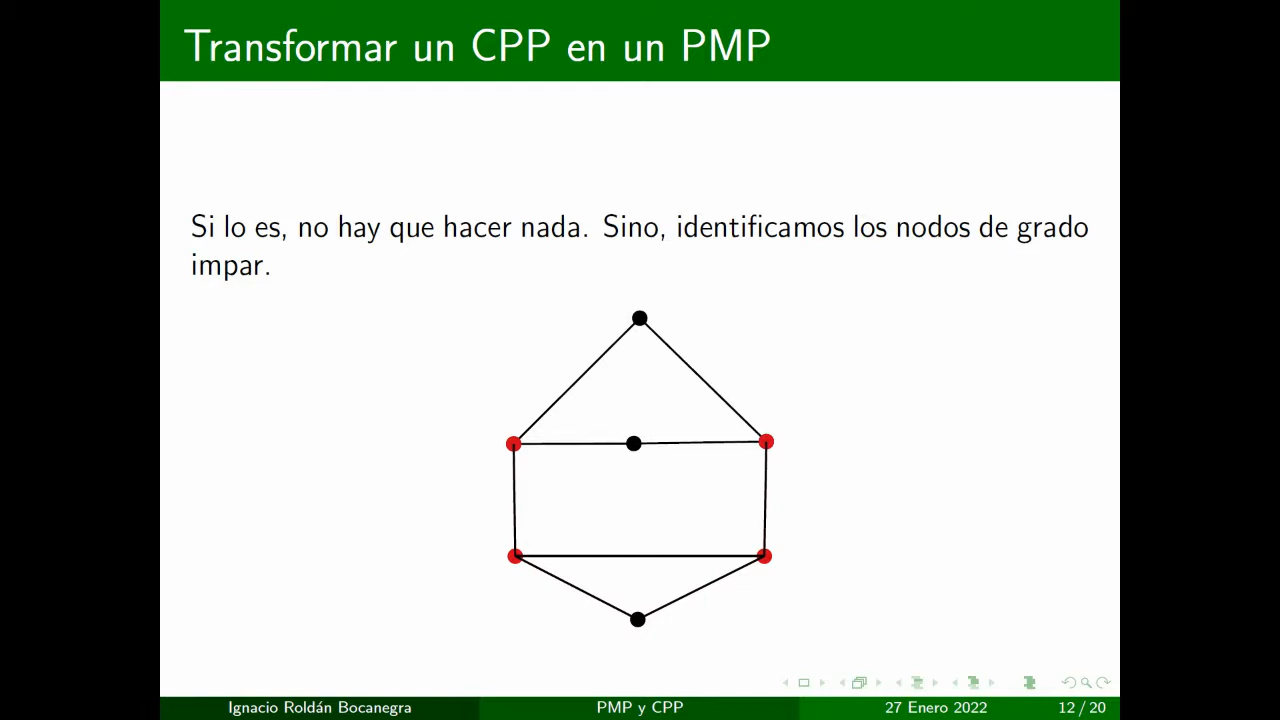 Transformar un CPP en un PMP
Si lo es, no hay que hacer nada. Sino, identificamos los nodos de grado
impar.
Ignacio Roldán Bocanegra
PMP y CPP
27 Enero 2022
12 / 20